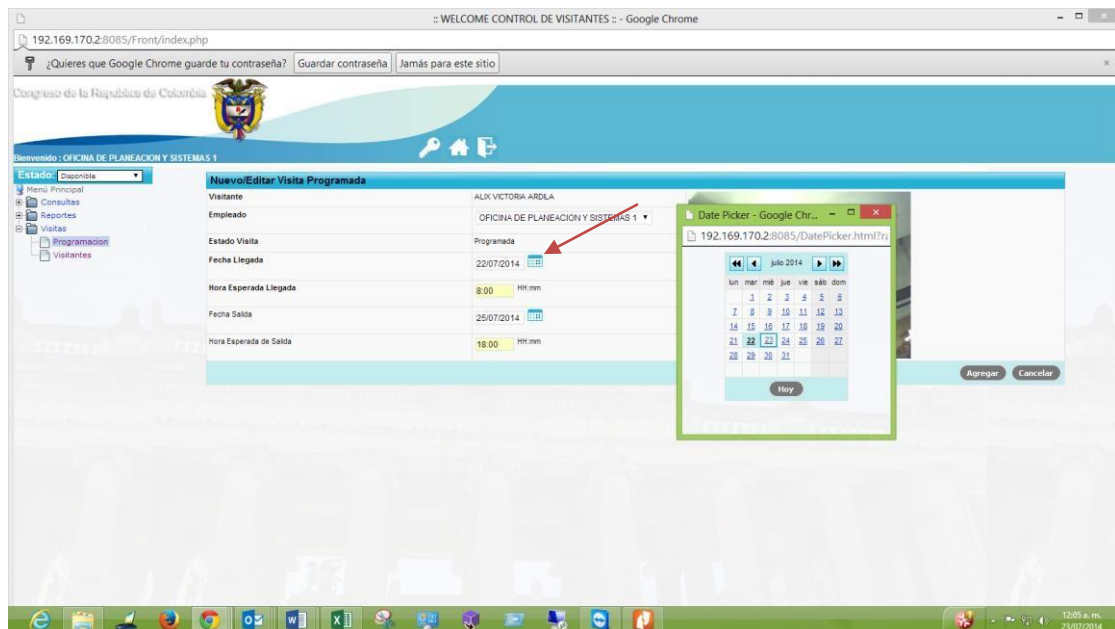 :: WELCOME CONTROL DE VISITANTES :: - Google Chrome
192.169.170.2:8085/Front/index.php
¿Quieres que Google Chrome guarde tu contraseña? Guardar contraseña Jamás para este sitio
Congreso de la Republica de Colombia
Bienvenido : OFICINA DE PLANEACION Y SISTEMAS 1
Estado: Disponible
Menú Principal
Consultas
Reportes
Visitas
Programacion
Visitantes
Nuevo/Editar Visita Programada
Visitante ALIX VICTORIA ARDILA
Empleado OFICINA DE PLANEACION Y SISTEMAS 1
Estado Visita Programada
Fecha Llegada 22/07/2014
Hora Esperada Llegada 8:00 HH:mm
Fecha Salida 25/07/2014
Hora Esperada de Salida 18:00 HH:mm
Agregar Cancelar
Date Picker - Google Chr...
192.169.170.2:8085/DatePicker.html?ra
julio 2014
lun mar mié jue vie sáb dom
1 2 3 4 5 6
7 8 9 10 11 12 13
14 15 16 17 18 19 20
21 22 23 24 25 26 27
28 29 30 31
Hoy
12:05 a. m.
23/07/2014